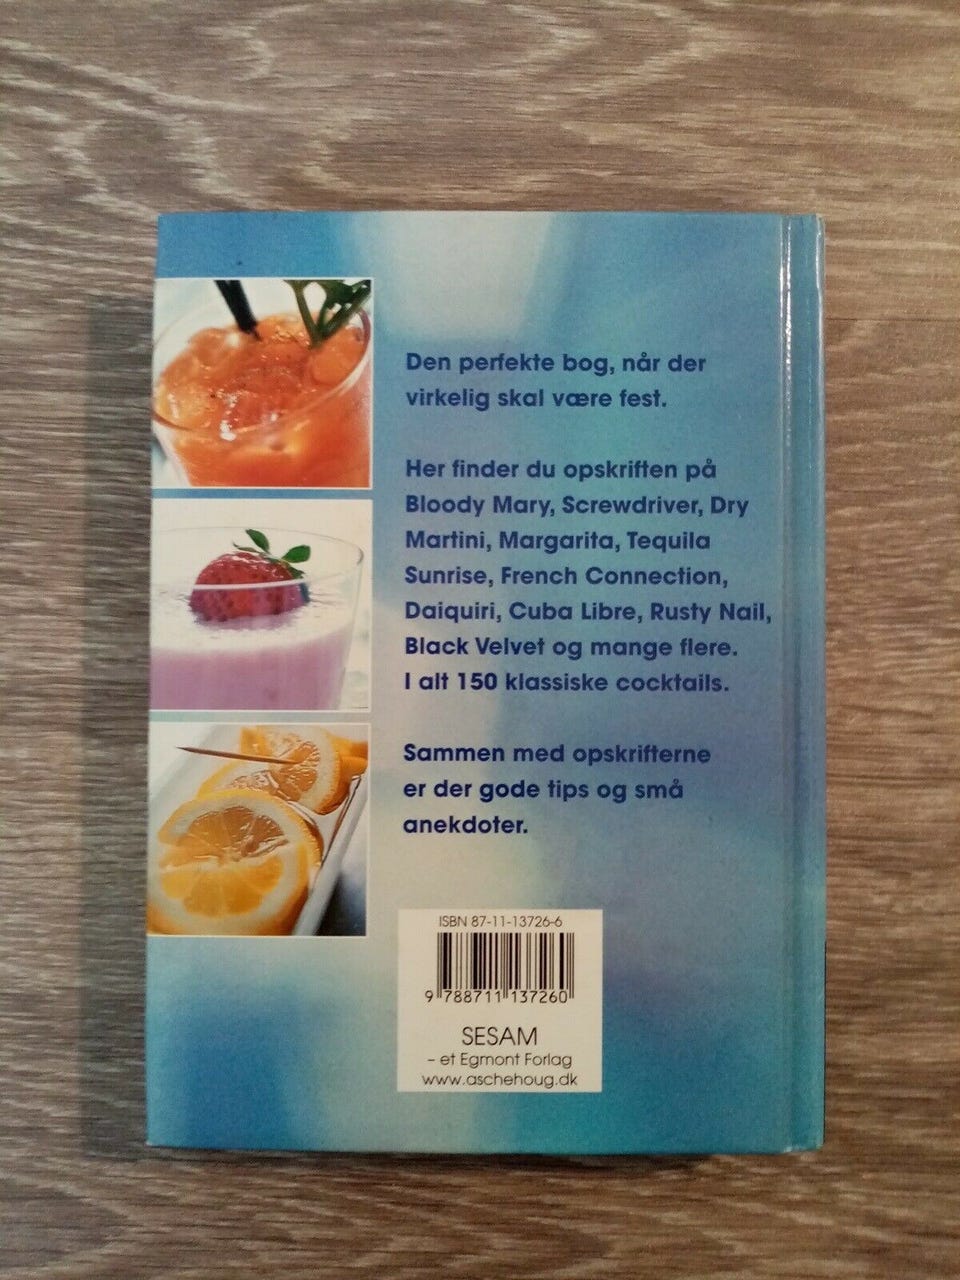 Den perfekte bog, når der
virkelig skal være fest.
Her finder du opskriften på
Bloody Mary, Screwdriver, Dry
Martini, Margarita, Tequila
Sunrise, French Connection,
Daiquiri, Cuba Libre, Rusty Nail,
Black Velvet og mange flere.
I alt 150 klassiske cocktails.
Sammen med opskrifterne
er der gode tips og små
anekdoter.
ISBN 87-11-13726-6
9 788711 137260
SESAM
– et Egmont Forlag
www.aschehoug.dk